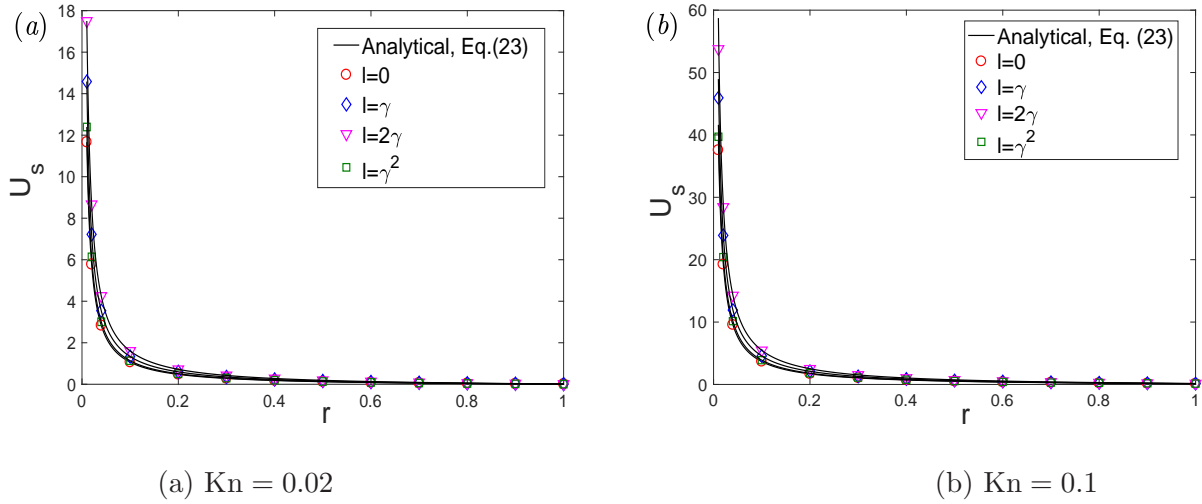 (a)
18
16
14
12
10
8
6
4
2
0
U_s
Analytical, Eq.(23)
l=0
l=γ
l=2γ
l=γ²
0 0.2 0.4 0.6 0.8 1
r
(a) Kn = 0.02
(b)
60
50
40
30
20
10
0
U_s
Analytical, Eq. (23)
l=0
l=γ
l=2γ
l=γ²
0 0.2 0.4 0.6 0.8 1
r
(b) Kn = 0.1